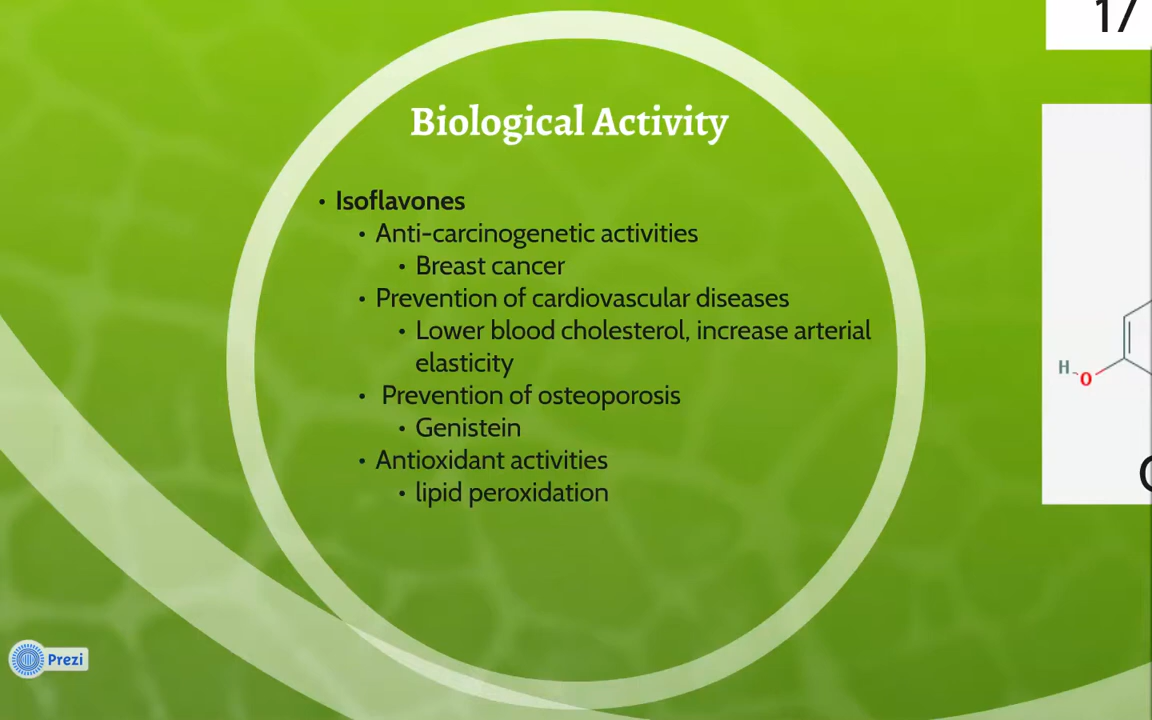 17
Biological Activity
• Isoflavones
• Anti-carcinogenetic activities
• Breast cancer
• Prevention of cardiovascular diseases
• Lower blood cholesterol, increase arterial
elasticity
• Prevention of osteoporosis
• Genistein
• Antioxidant activities
• lipid peroxidation
H
O
Prezi